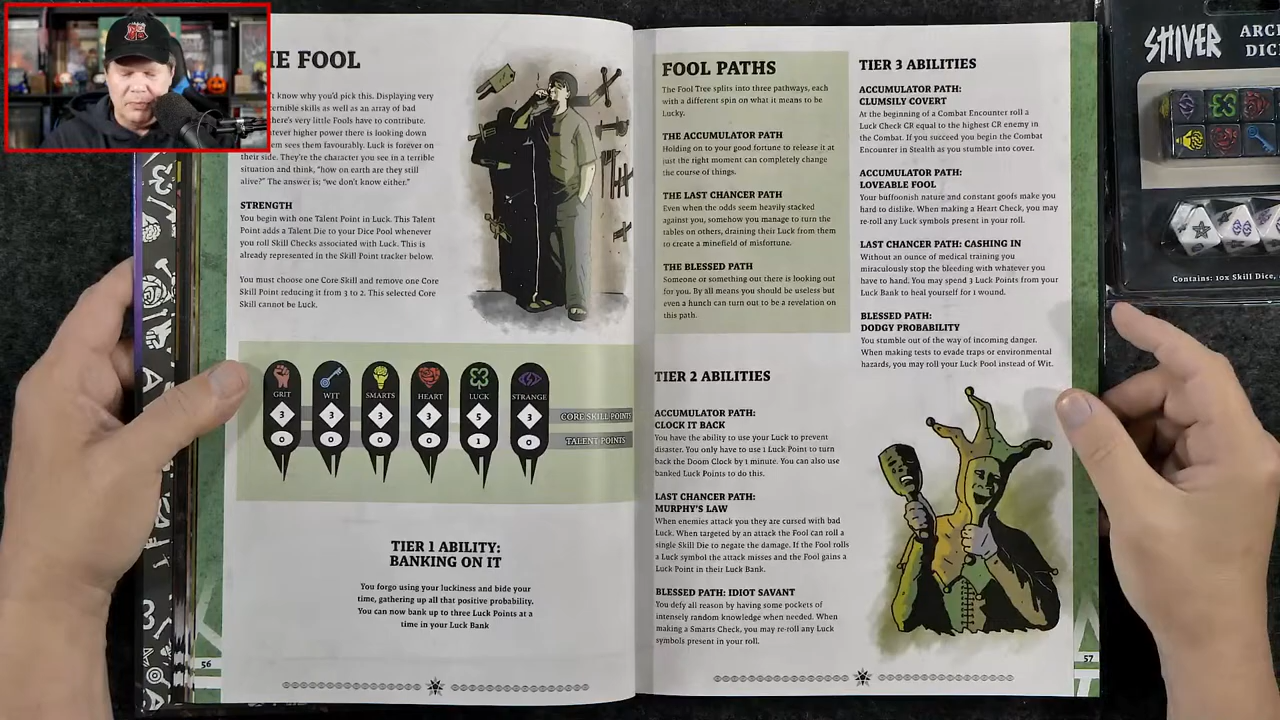 E FOOL
't know why you'd pick this. Displaying very
cernible skills as well as an array of bad
there's very little Fools have to contribute.
tever higher power there is looking down
em sees them favourably. Luck is forever on
their side. They're the character you see in a terrible
situation and think, "how on earth are they still
alive?" The answer is; "we don't know either."
STRENGTH
You begin with one Talent Point in Luck. This Talent
Point adds a Talent Die to your Dice Pool whenever
you roll Skill Checks associated with Luck. This is
already represented in the Skill Point tracker below.
You must choose one Core Skill and remove one Core
Skill Point reducing it from 3 to 2. This selected Core
Skill cannot be Luck.
GRIT WIT SMARTS HEART LUCK STRANGE
3 3 3 3 5 3 CORE SKILL POINTS
0 0 0 0 1 0 TALENT POINTS
TIER 1 ABILITY:
BANKING ON IT
You forgo using your luckiness and bide your
time, gathering up all that positive probability.
You can now bank up to three Luck Points at a
time in your Luck Bank
56
FOOL PATHS
The Fool Tree splits into three pathways, each
with a different spin on what it means to be
Lucky.
THE ACCUMULATOR PATH
Holding on to your good fortune to release it at
just the right moment can completely change
the course of things.
THE LAST CHANCER PATH
Even when the odds seem heavily stacked
against you, somehow you manage to turn the
tables on others, draining their Luck from them
to create a minefield of misfortune.
THE BLESSED PATH
Someone or something out there is looking out
for you. By all means you should be useless but
even a hunch can turn out to be a revelation on
this path.
TIER 2 ABILITIES
ACCUMULATOR PATH:
CLOCK IT BACK
You have the ability to use your Luck to prevent
disaster. You only have to use 1 Luck Point to turn
back the Doom Clock by 1 minute. You can also use
banked Luck Points to do this.
LAST CHANCER PATH:
MURPHY'S LAW
When enemies attack you they are cursed with bad
Luck. When targeted by an attack the Fool can roll a
single Skill Die to negate the damage. If the Fool rolls
a Luck symbol the attack misses and the Fool gains a
Luck Point in their Luck Bank.
BLESSED PATH: IDIOT SAVANT
You defy all reason by having some pockets of
intensely random knowledge when needed. When
making a Smarts Check, you may re-roll any Luck
symbols present in your roll.
TIER 3 ABILITIES
ACCUMULATOR PATH:
CLUMSILY COVERT
At the beginning of a Combat Encounter roll a
Luck Check CR equal to the highest CR enemy in
the Combat. If you succeed you begin the Combat
Encounter in Stealth as you stumble into cover.
ACCUMULATOR PATH:
LOVEABLE FOOL
Your buffoonish nature and constant goofs make you
hard to dislike. When making a Heart Check, you may
re-roll any Luck symbols present in your roll.
LAST CHANCER PATH: CASHING IN
Without an ounce of medical training you
miraculously stop the bleeding with whatever you
have to hand. You may spend 3 Luck Points from your
Luck Bank to heal yourself for 1 wound.
BLESSED PATH:
DODGY PROBABILITY
You stumble out of the way of incoming danger.
When making tests to evade traps or environmental
hazards, you may roll your Luck Pool instead of Wit.
57
SHIVER
ARC
DIC
Contains: 10x Skill Dice,